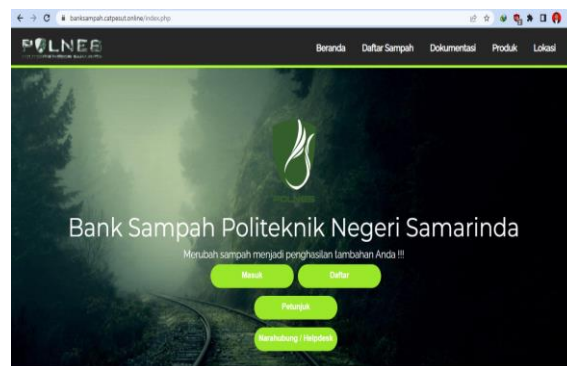 banksampah.catpasut.online/index.php
POLNES
Beranda Daftar Sampah Dokumentasi Produk Lokasi
POLNES
Bank Sampah Politeknik Negeri Samarinda
Merubah sampah menjadi penghasilan tambahan Anda !!!
Masuk Daftar
Petunjuk
Narahubung / Helpdesk